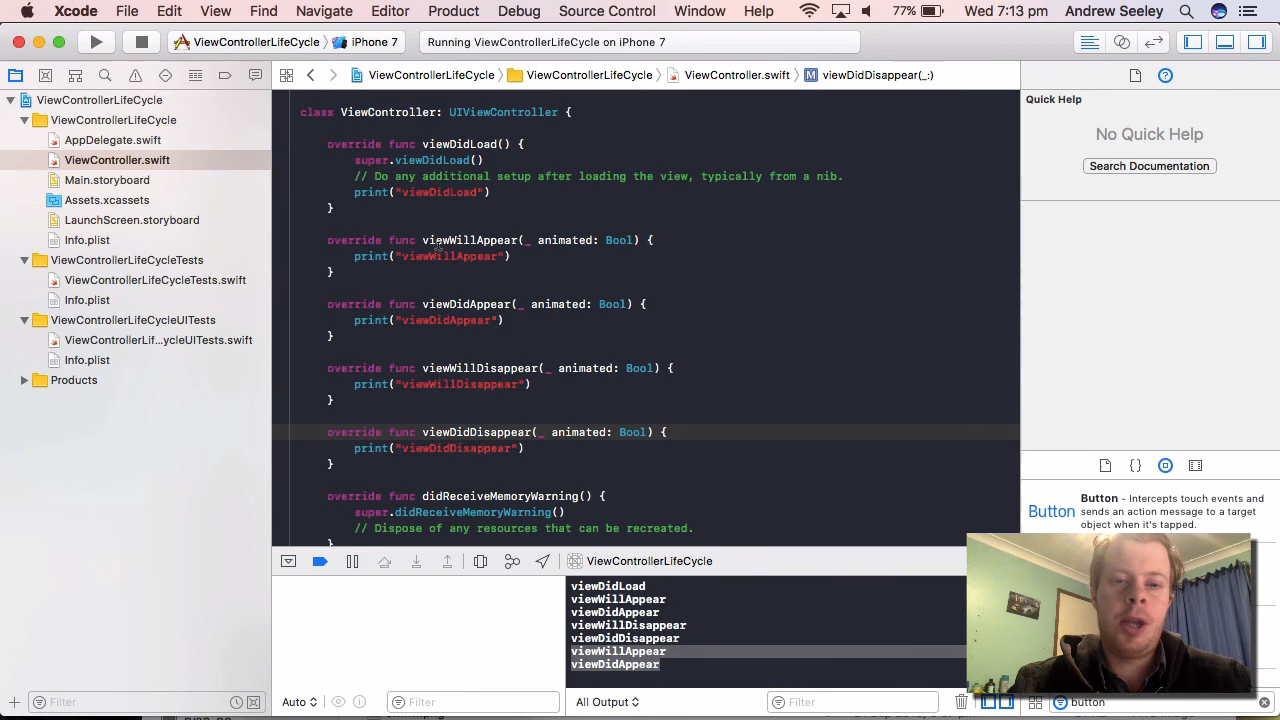 Xcode File Edit View Find Navigate Editor Product Debug Source Control Window Help 77% Wed 7:13 pm Andrew Seeley
ViewControllerLifeCycle iPhone 7 Running ViewControllerLifeCycle on iPhone 7
ViewControllerLifeCycle ViewControllerLifeCycle ViewController.swift M viewDidDisappear(_:)
ViewControllerLifeCycle
ViewControllerLifeCycle
AppDelegate.swift
ViewController.swift
Main.storyboard
Assets.xcassets
LaunchScreen.storyboard
Info.plist
ViewControllerLifeCycleTests
ViewControllerLifeCycleTests.swift
Info.plist
ViewControllerLifeCycleUITests
ViewControllerLif...ycleUITests.swift
Info.plist
Products
Filter
class ViewController: UIViewController {
override func viewDidLoad() {
super.viewDidLoad()
// Do any additional setup after loading the view, typically from a nib.
print("viewDidLoad")
}
override func viewWillAppear(_ animated: Bool) {
print("viewWillAppear")
}
override func viewDidAppear(_ animated: Bool) {
print("viewDidAppear")
}
override func viewWillDisappear(_ animated: Bool) {
print("viewWillDisappear")
}
override func viewDidDisappear(_ animated: Bool) {
print("viewDidDisappear")
}
override func didReceiveMemoryWarning() {
super.didReceiveMemoryWarning()
// Dispose of any resources that can be recreated.
}
ViewControllerLifeCycle
viewDidLoad
viewWillAppear
viewDidAppear
viewWillDisappear
viewDidDisappear
viewWillAppear
viewDidAppear
Auto Filter All Output Filter
Quick Help
No Quick Help
Search Documentation
{}
Button Button - Intercepts touch events and
sends an action message to a target
object when it's tapped.
button